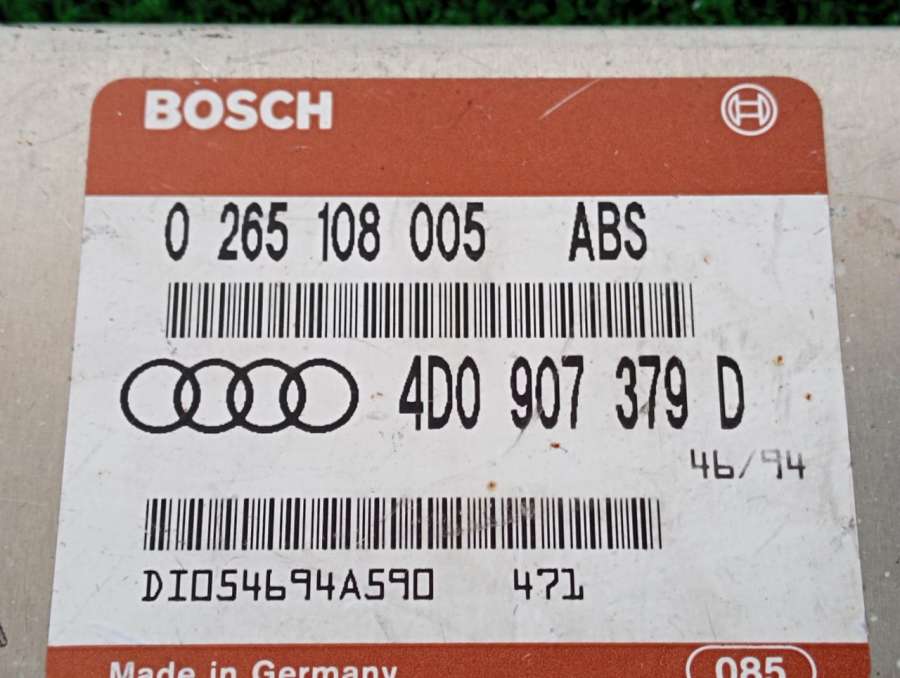 BOSCH
0 265 108 005 ABS
4D0 907 379 D
46/94
DI054694A590 471
Made in Germany 085